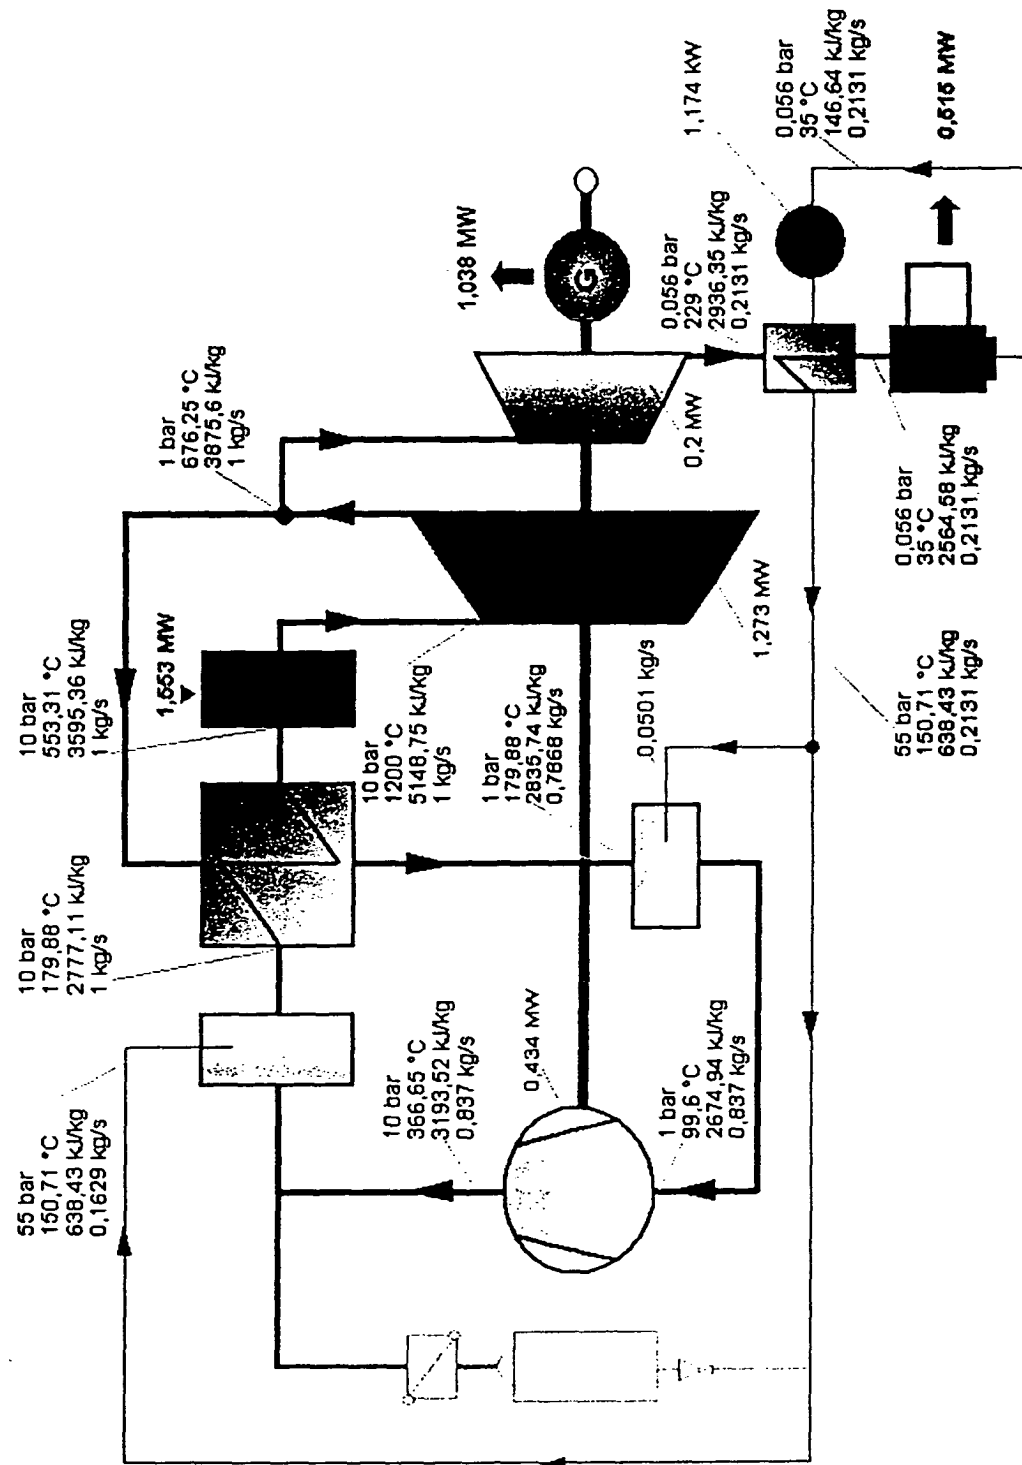 55 bar
150,71 °C
638,43 kJ/kg
0,1629 kg/s
10 bar
179,88 °C
2777,11 kJ/kg
1 kg/s
10 bar
553,31 °C
3595,36 kJ/kg
1 kg/s
1,553 MW
1 bar
676,25 °C
3875,6 kJ/kg
1 kg/s
10 bar
366,65 °C
3193,52 kJ/kg
0,837 kg/s
10 bar
1200 °C
5148,75 kJ/kg
1 kg/s
1,038 MW
G
0,434 MW
1 bar
179,88 °C
2835,74 kJ/kg
0,7868 kg/s
0,0501 kg/s
1 bar
99,6 °C
2674,94 kJ/kg
0,837 kg/s
1,273 MW
0,2 MW
0,056 bar
229 °C
2936,35 kJ/kg
0,2131 kg/s
1,174 KW
0,056 bar
35 °C
146,64 kJ/kg
0,2131 kg/s
55 bar
150,71 °C
638,43 kJ/kg
0,2131 kg/s
0,056 bar
35 °C
2564,58 kJ/kg
0,2131 kg/s
0,515 MW